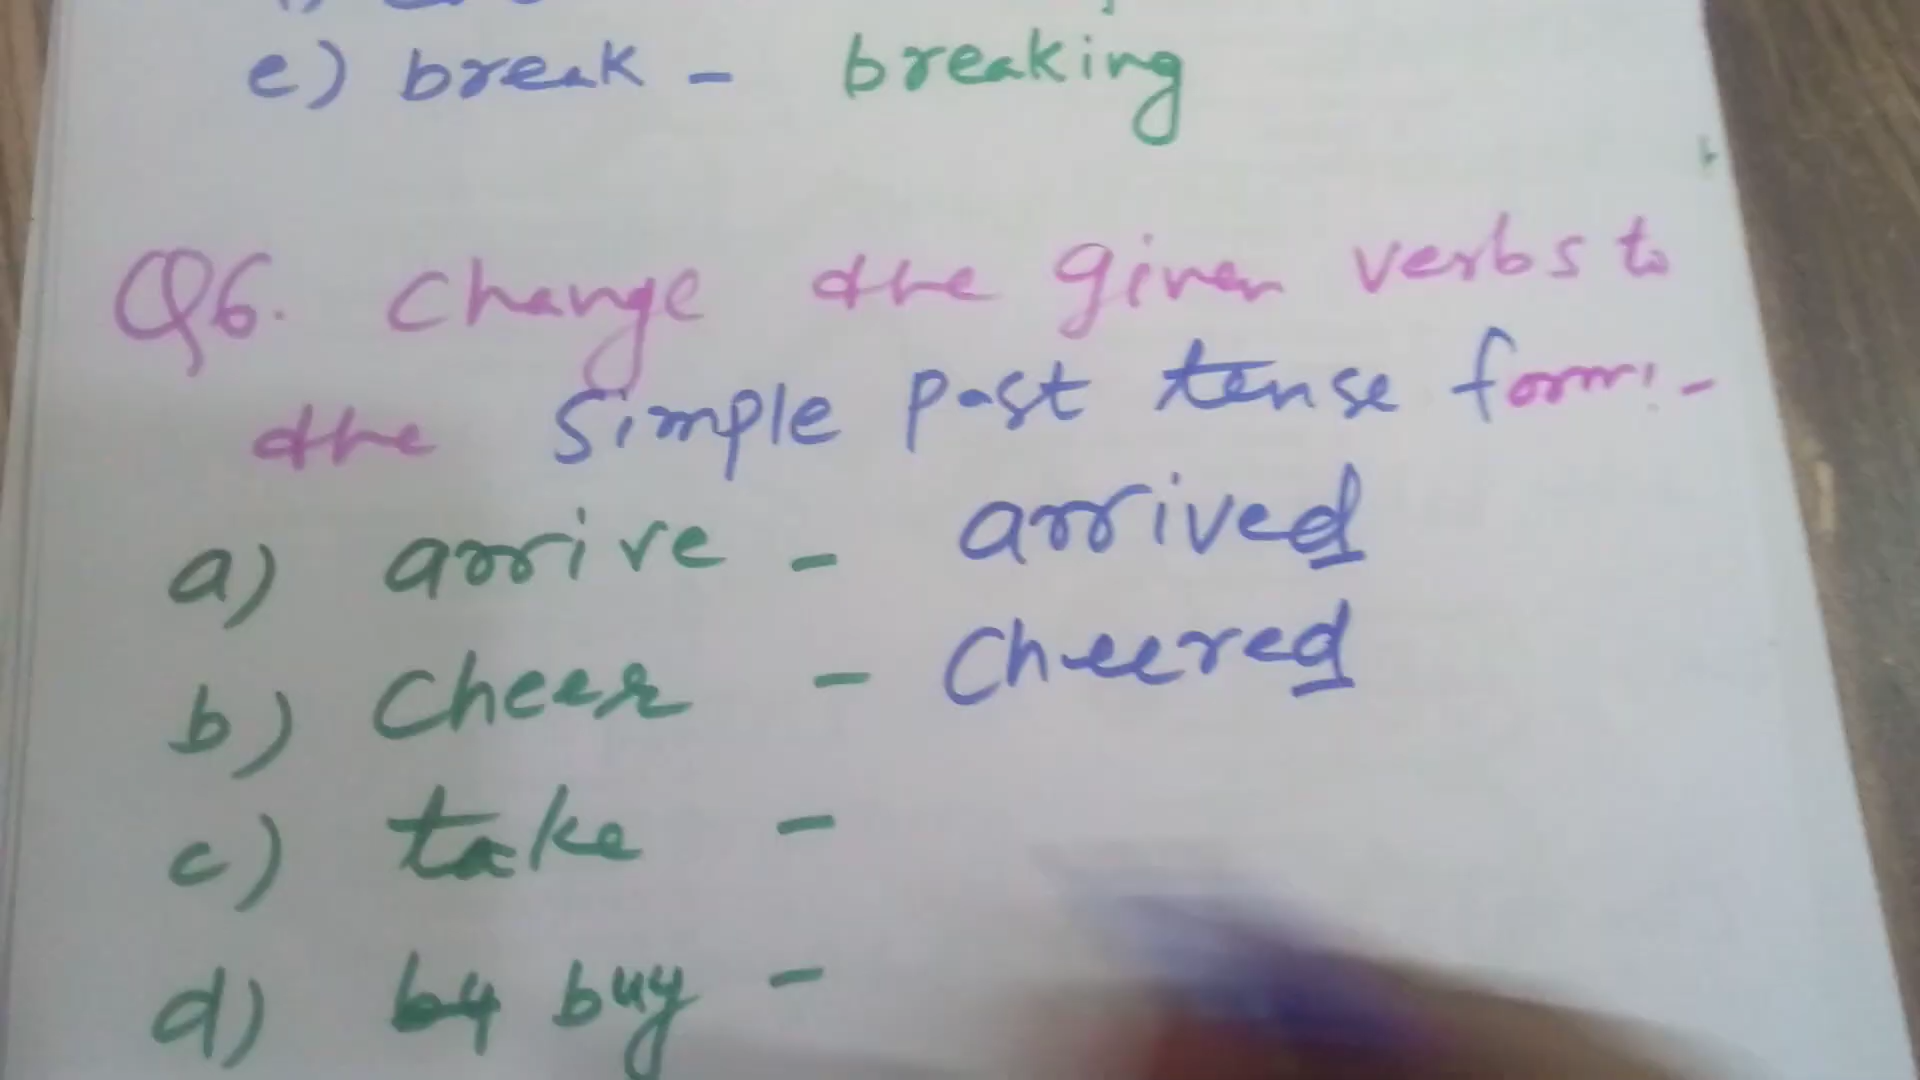 e) break - breaking
Q6. Change the given verbs to
the simple past tense form:-
a) arrive - arrived
b) cheer - cheered
c) take -
d) buy -